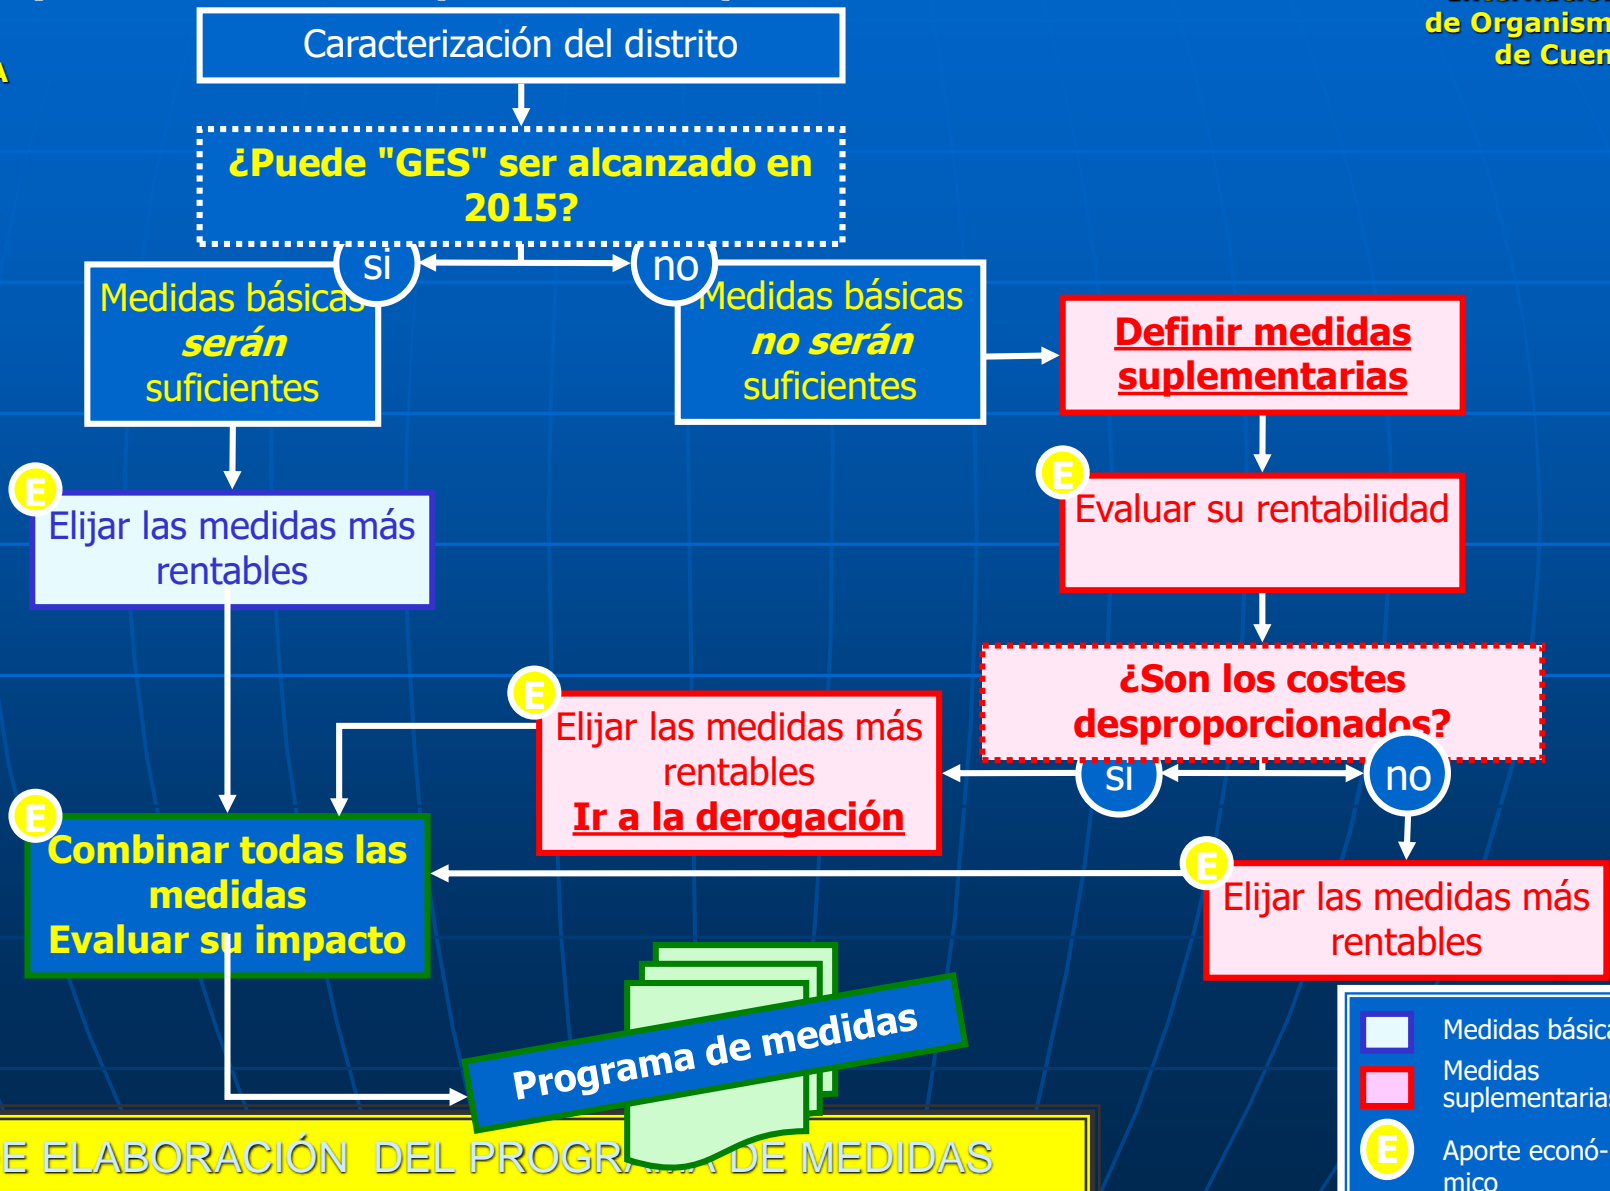 de Organism
de Cuen
A
Caracterización del distrito
¿Puede "GES" ser alcanzado en
2015?
si
no
Medidas básicas
serán
suficientes
Medidas básicas
no serán
suficientes
Definir medidas
suplementarias
E
Elijar las medidas más
rentables
E
Evaluar su rentabilidad
¿Son los costes
desproporcionados?
si
no
E
Elijar las medidas más
rentables
Ir a la derogación
E
Combinar todas las
medidas
Evaluar su impacto
E
Elijar las medidas más
rentables
Programa de medidas
Medidas básica
Medidas
suplementarias
E
Aporte econó-
mico
E ELABORACIÓN DEL PROGRAMA DE MEDIDAS